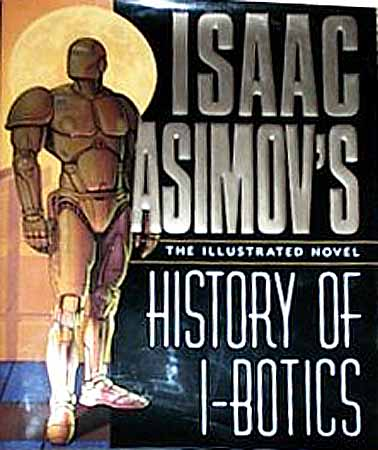 ISAAC
ASIMOV'S
THE ILLUSTRATED NOVEL
HISTORY OF
I-BOTICS